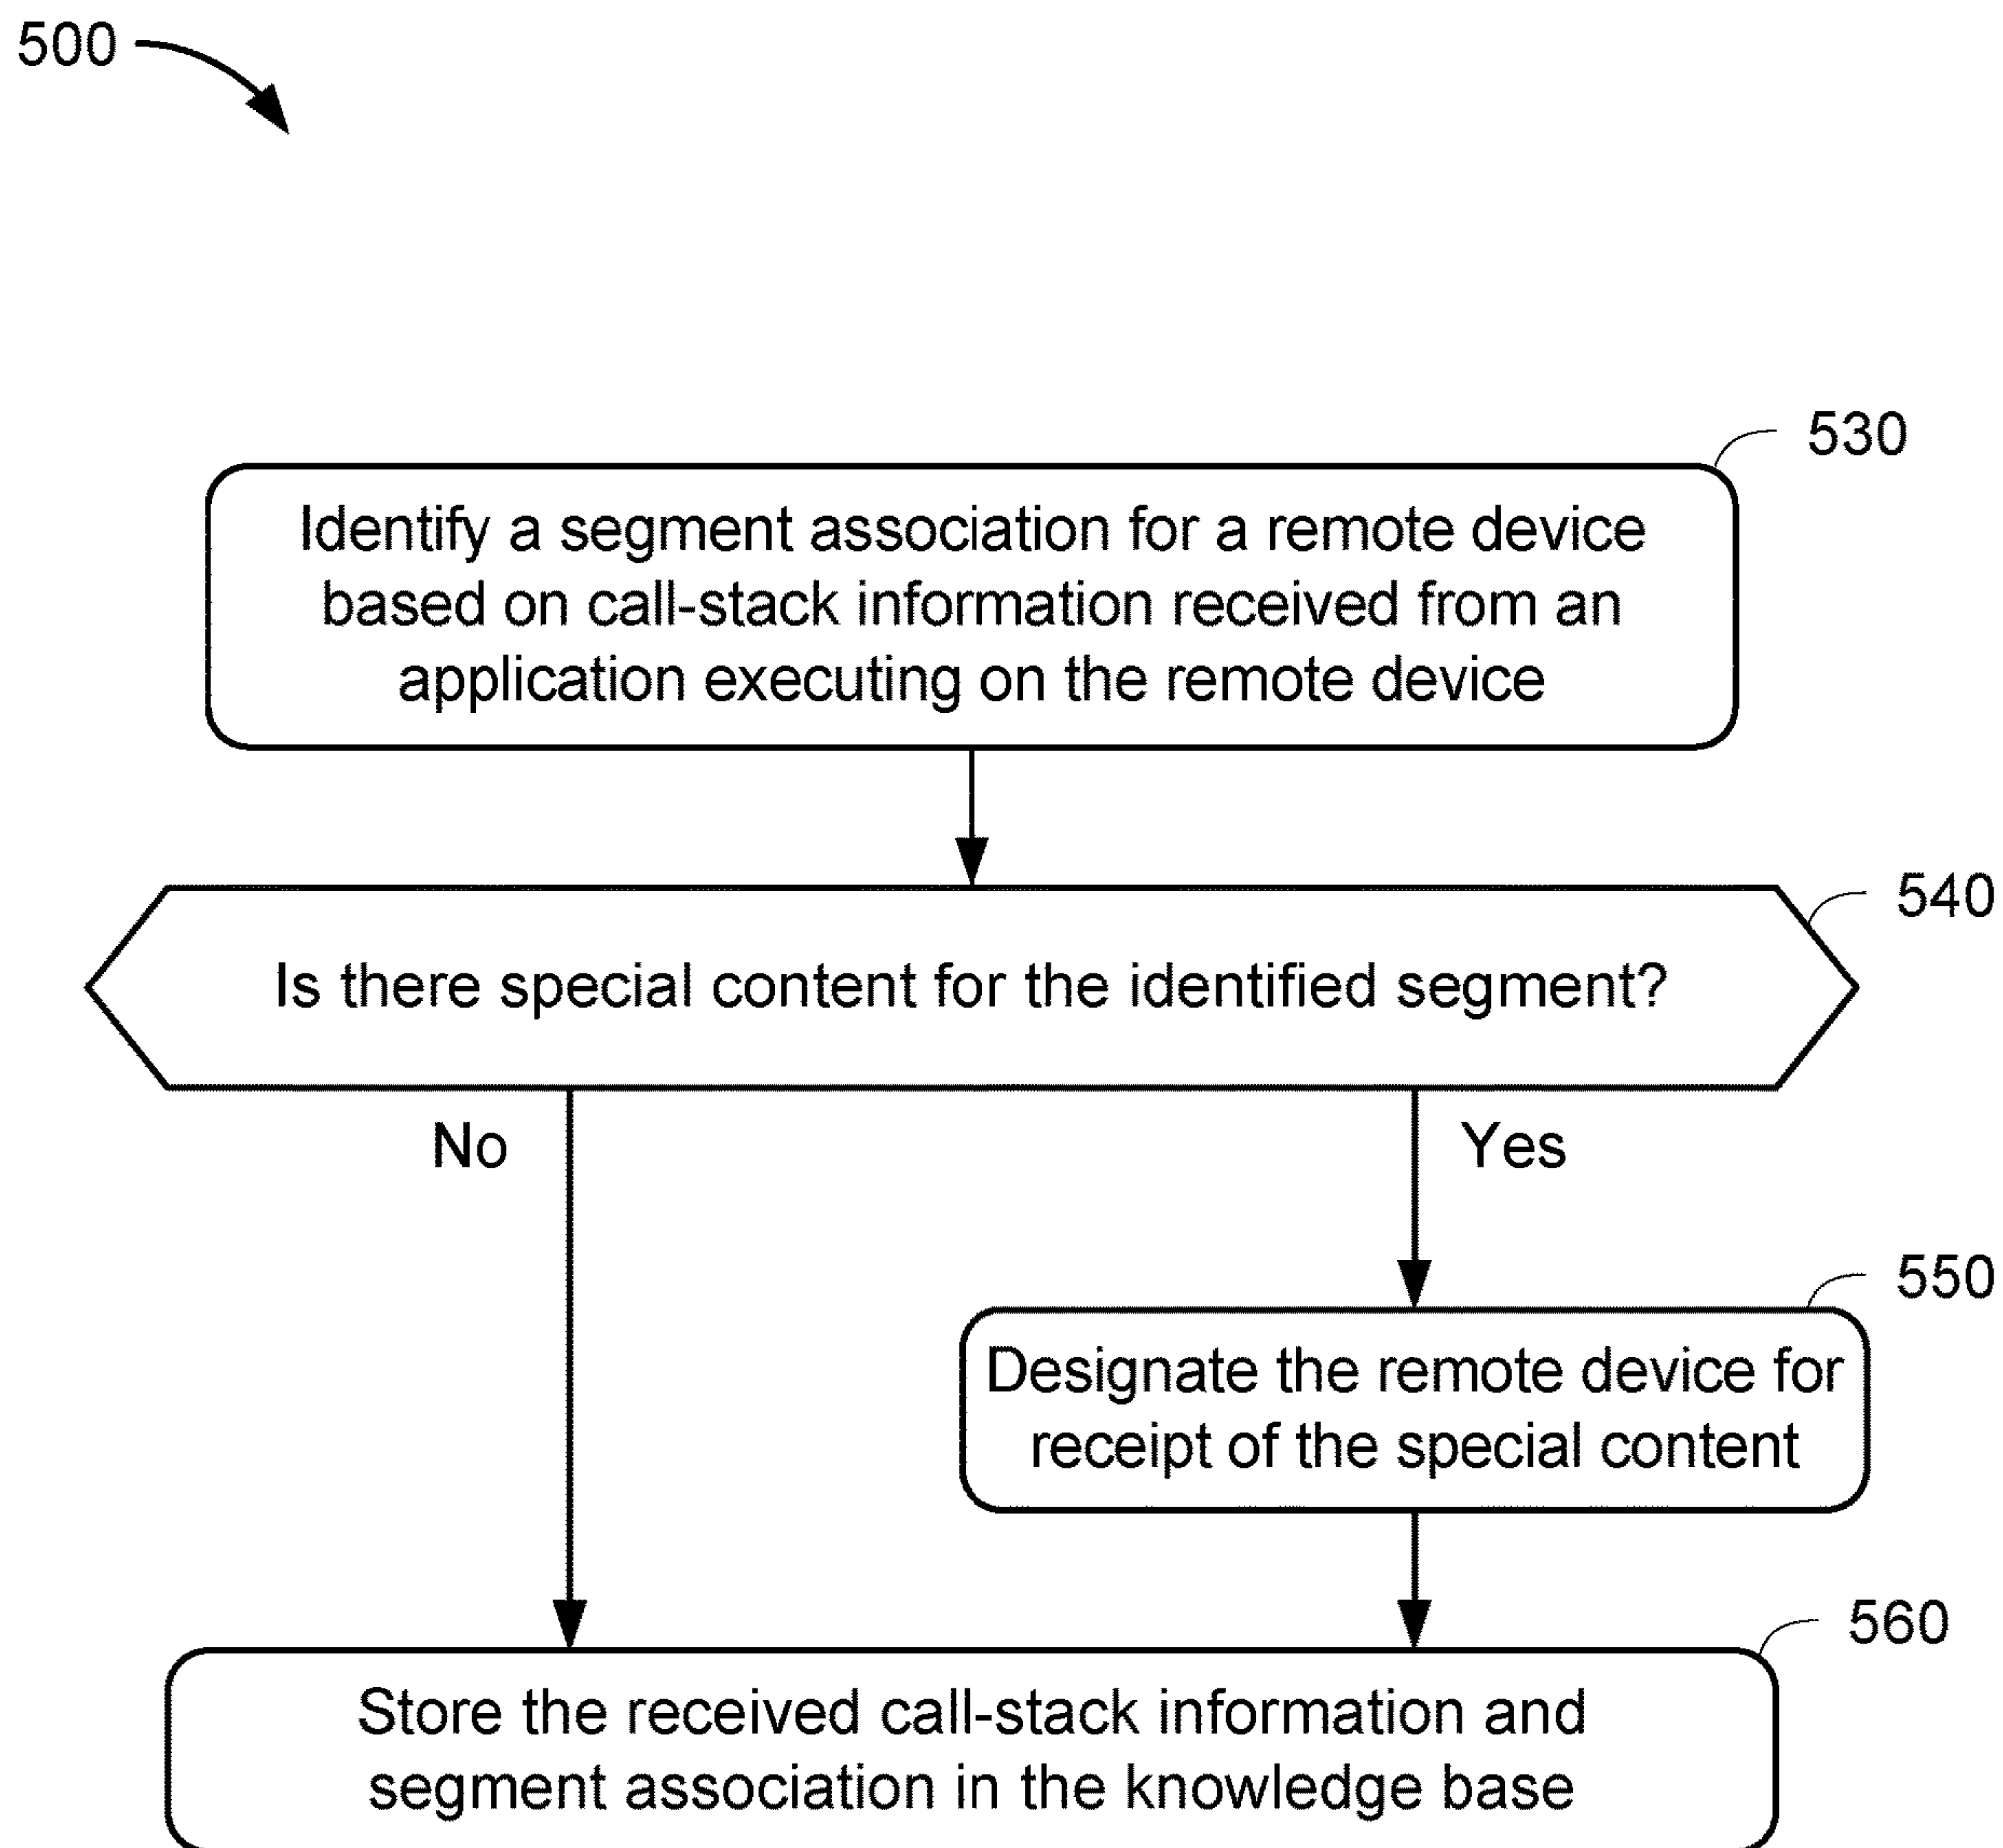 500
530
Identify a segment association for a remote device
based on call-stack information received from an
application executing on the remote device
540
Is there special content for the identified segment?
No
Yes
550
Designate the remote device for
receipt of the special content
560
Store the received call-stack information and
segment association in the knowledge base